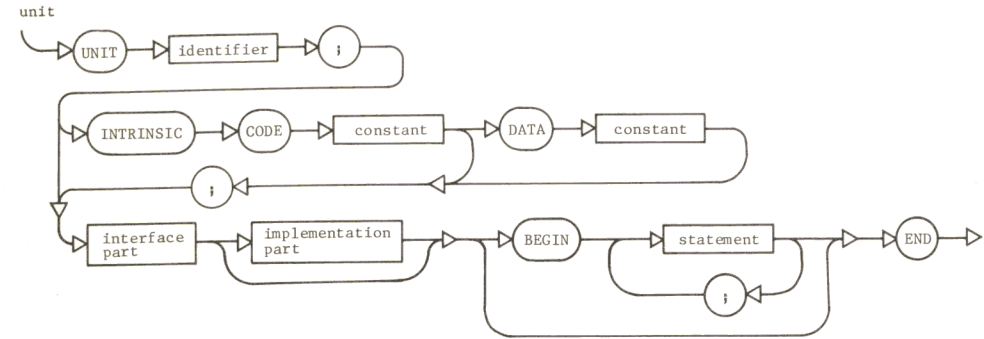 unit
UNIT identifier ;
INTRINSIC CODE constant DATA constant
;
interface part implementation part BEGIN statement END
;